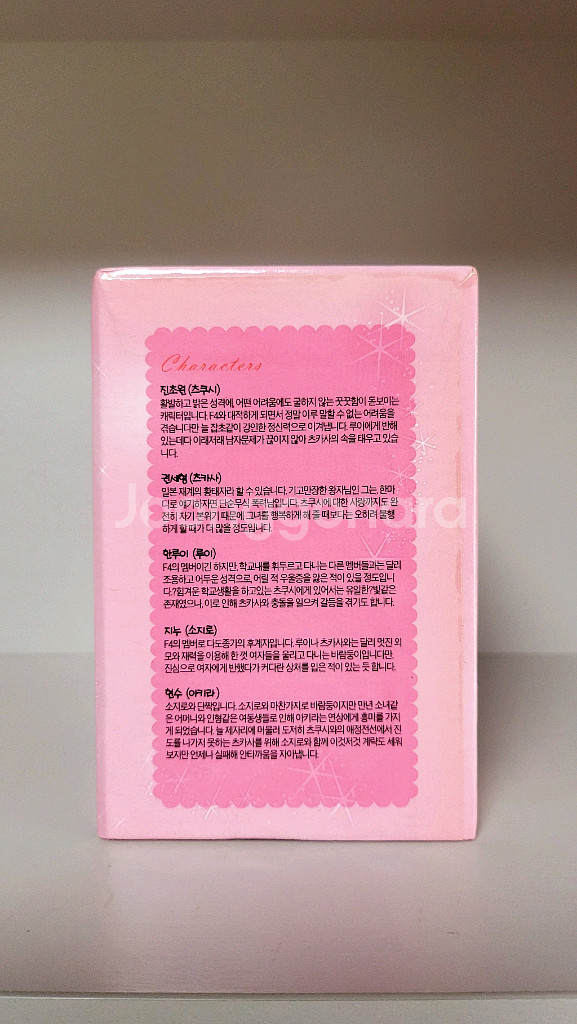 Characters
진초원 (츠쿠시)
활발하고 밝은 성격에, 어떤 어려움에도 굴하지 않는 꿋꿋함이 돋보이는
캐릭터입니다. F4와 대적하게 되면서 정말 이루 말할 수 없는 어려움을
겪습니다만 늘 잡초같이 강인한 정신력으로 이겨냅니다. 루이에게 반해
있는데다 이래저래 남자문제가 끊이지 않아 츠카사의 속을 태우고 있습
니다.
권세형 (츠카사)
일본 재계의 황태자라 할 수 있습니다. 기고만장한 왕자님인 그는, 한마
디로 얘기하자면 단순무식 폭력남입니다. 츠쿠시에 대한 사랑까지도 완
전히 자기 본위기 때문에 그녀를 행복하게 해 줄 때보다는 오히려 불행
하게 할 때가 더 많을 정도입니다.
한루이 (루이)
F4의 멤버이긴 하지만, 학교내를 휘두르고 다니는 다른 멤버들과는 달리
조용하고 어두운 성격으로, 어릴 적 우울증을 앓은 적이 있을 정도입니
다.?힘겨운 학교생활을 하고있는 츠쿠시에게 있어서는 유일한?빛같은
존재였으나, 이로 인해 츠카사와 충돌을 일으켜 갈등을 겪기도 합니다.
지누 (소지로)
F4의 멤버로 다도종가의 후계자입니다. 루이나 츠카사와는 달리 멋진 외
모와 재력을 이용해 한 껏 여자들을 울리고 다니는 바람둥이입니다만,
진심으로 여자에게 반했다가 커다란 상처를 입은 적이 있는 듯 합니다.
현수 (아키라)
소지로와 단짝입니다. 소지로와 마찬가지로 바람둥이지만 만년 소녀같
은 어머니와 인형같은 여동생들로 인해 아키라는 연상에게 흥미를 가지
게 되었습니다. 늘 제자리에 머물러 도저히 츠쿠시와의 애정전선에서 진
도를 나가지 못하는 츠카사를 위해 소지로와 함께 이것저것 계략도 세워
보지만 언제나 실패해 안타까움을 자아냅니다.
Joonggonara